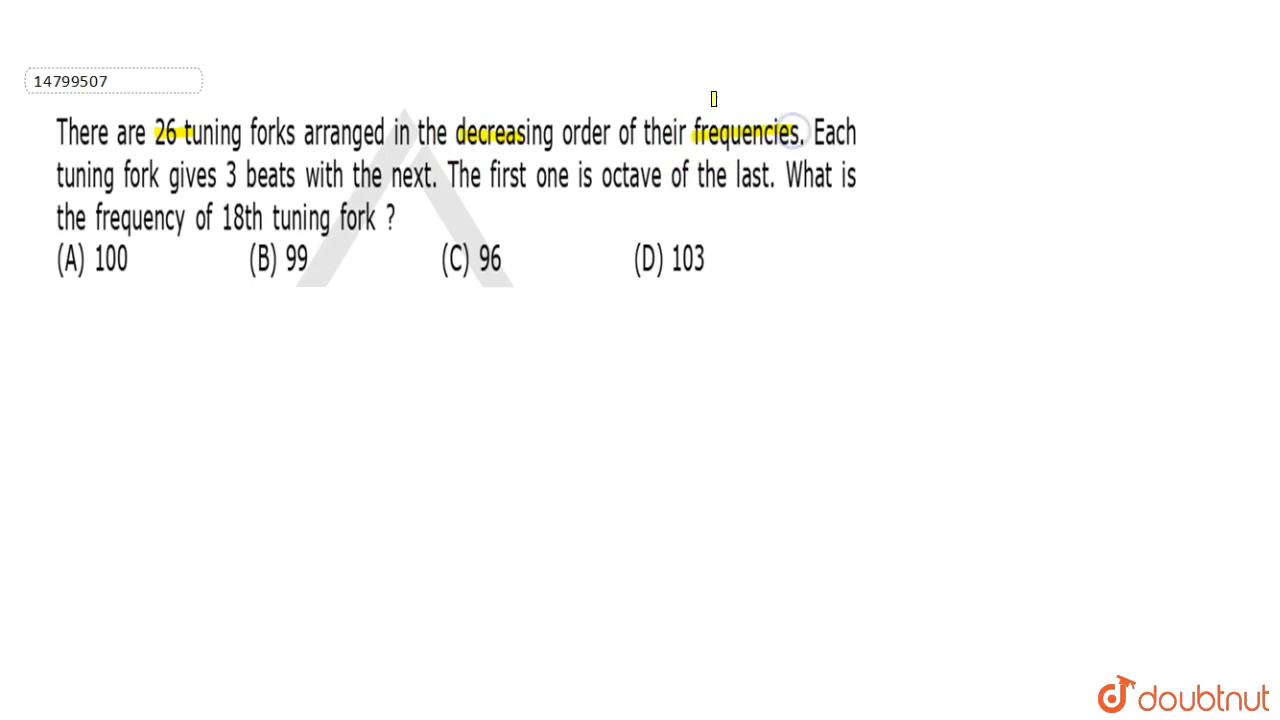 14799507
There are 26 tuning forks arranged in the decreasing order of their frequencies. Each
tuning fork gives 3 beats with the next. The first one is octave of the last. What is
the frequency of 18th tuning fork ?
(A) 100 (B) 99 (C) 96 (D) 103
doubtnut